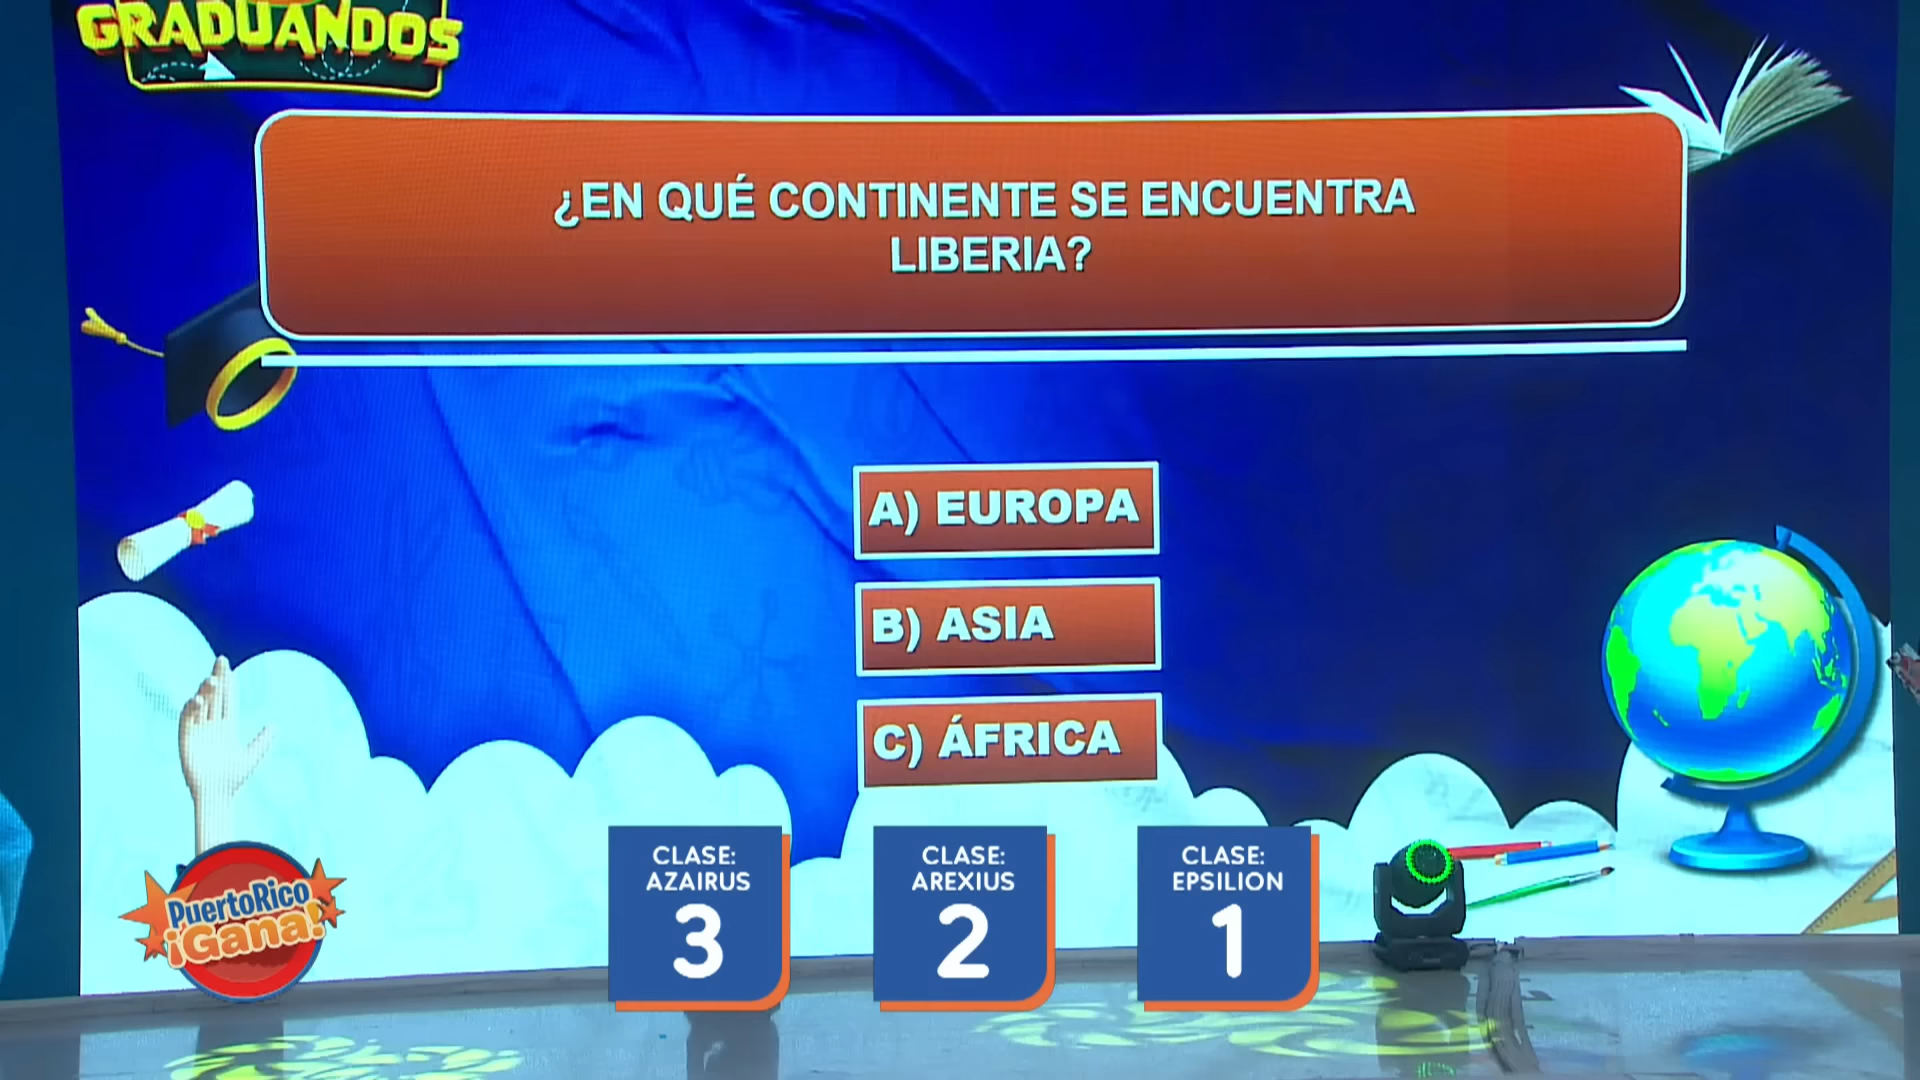 GRADUANDOS
¿EN QUÉ CONTINENTE SE ENCUENTRA
LIBERIA?
A) EUROPA
B) ASIA
C) ÁFRICA
CLASE:
AZAIRUS
3
CLASE:
AREXIUS
2
CLASE:
EPSILION
1
PuertoRico
¡Gana!